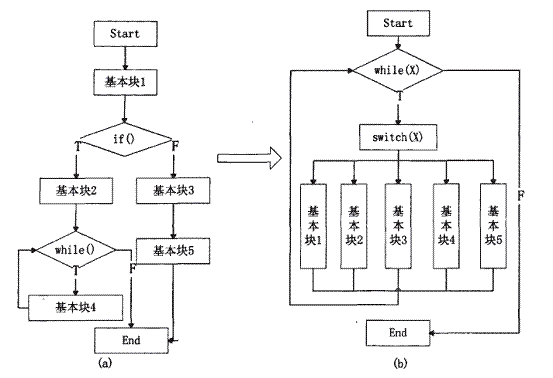 Start
基本块1
if()
T
F
基本块2
基本块3
while()
T
F
基本块5
基本块4
End
(a)
Start
while(X)
T
switch(X)
F
基本块1
基本块2
基本块3
基本块4
基本块5
End
(b)